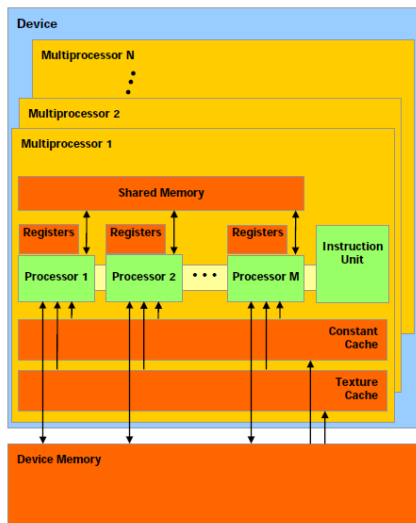 Device
Multiprocessor N
Multiprocessor 2
Multiprocessor 1
Shared Memory
Registers Registers Registers
Processor 1 Processor 2 Processor M
Instruction
Unit
Constant
Cache
Texture
Cache
Device Memory